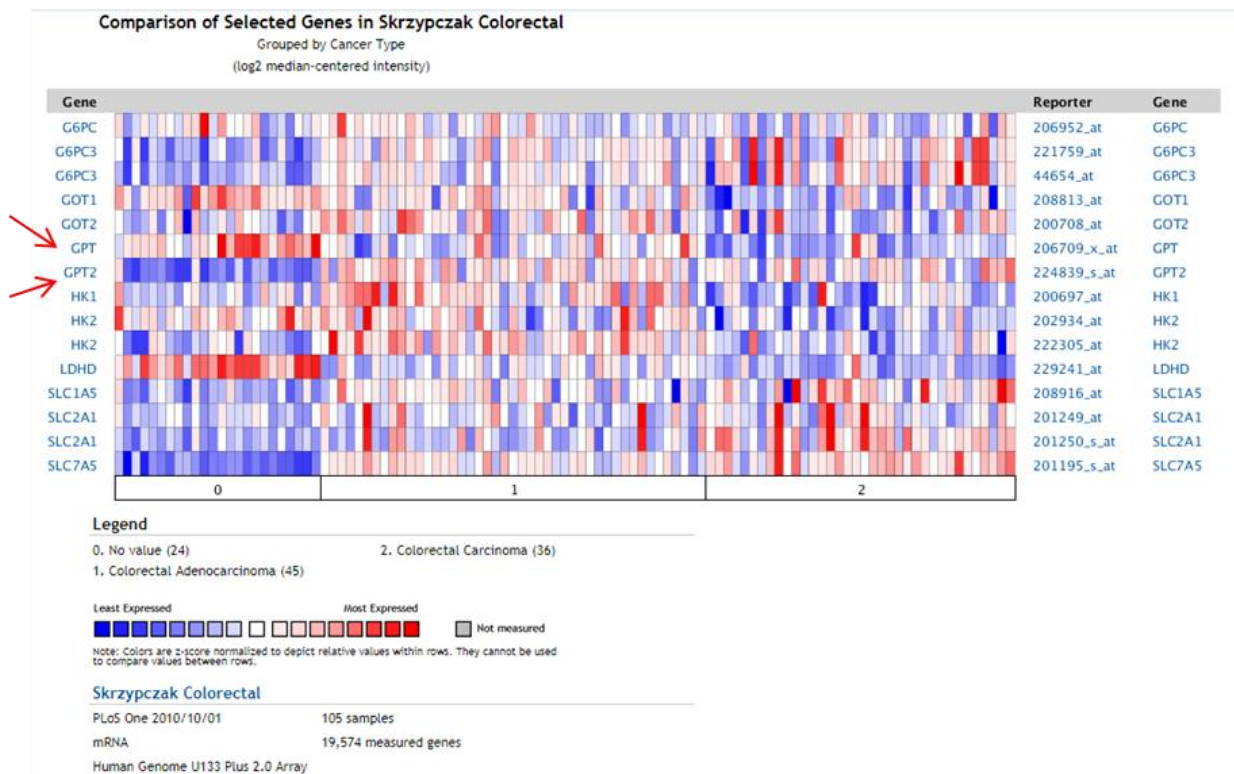 Comparison of Selected Genes in Skrzypczak Colorectal
Grouped by Cancer Type
(log2 median-centered intensity)
Gene Reporter Gene
G6PC 206952_at G6PC
G6PC3 221759_at G6PC3
G6PC3 44654_at G6PC3
GOT1 208813_at GOT1
GOT2 200708_at GOT2
GPT 206709_x_at GPT
GPT2 224839_s_at GPT2
HK1 200697_at HK1
HK2 202934_at HK2
HK2 222305_at HK2
LDHD 229241_at LDHD
SLC1A5 208916_at SLC1A5
SLC2A1 201249_at SLC2A1
SLC2A1 201250_s_at SLC2A1
SLC7A5 201195_s_at SLC7A5
0 1 2
Legend
0. No value (24) 2. Colorectal Carcinoma (36)
1. Colorectal Adenocarcinoma (45)
Least Expressed Most Expressed
Not measured
Note: Colors are z-score normalized to depict relative values within rows. They cannot be used
to compare values between rows.
Skrzypczak Colorectal
PLoS One 2010/10/01 105 samples
mRNA 19,574 measured genes
Human Genome U133 Plus 2.0 Array